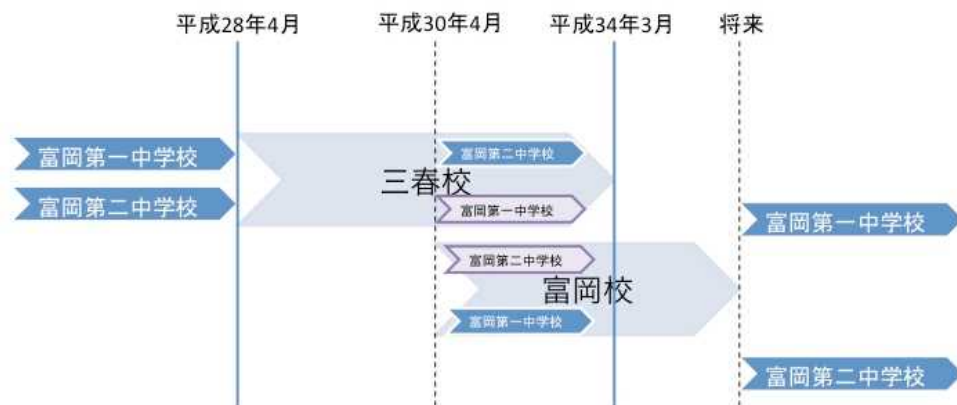 平成28年4月
平成30年4月
平成34年3月
将来
富岡第一中学校
富岡第二中学校
三春校
富岡第二中学校
富岡第一中学校
富岡第二中学校
富岡校
富岡第一中学校
富岡第一中学校
富岡第二中学校